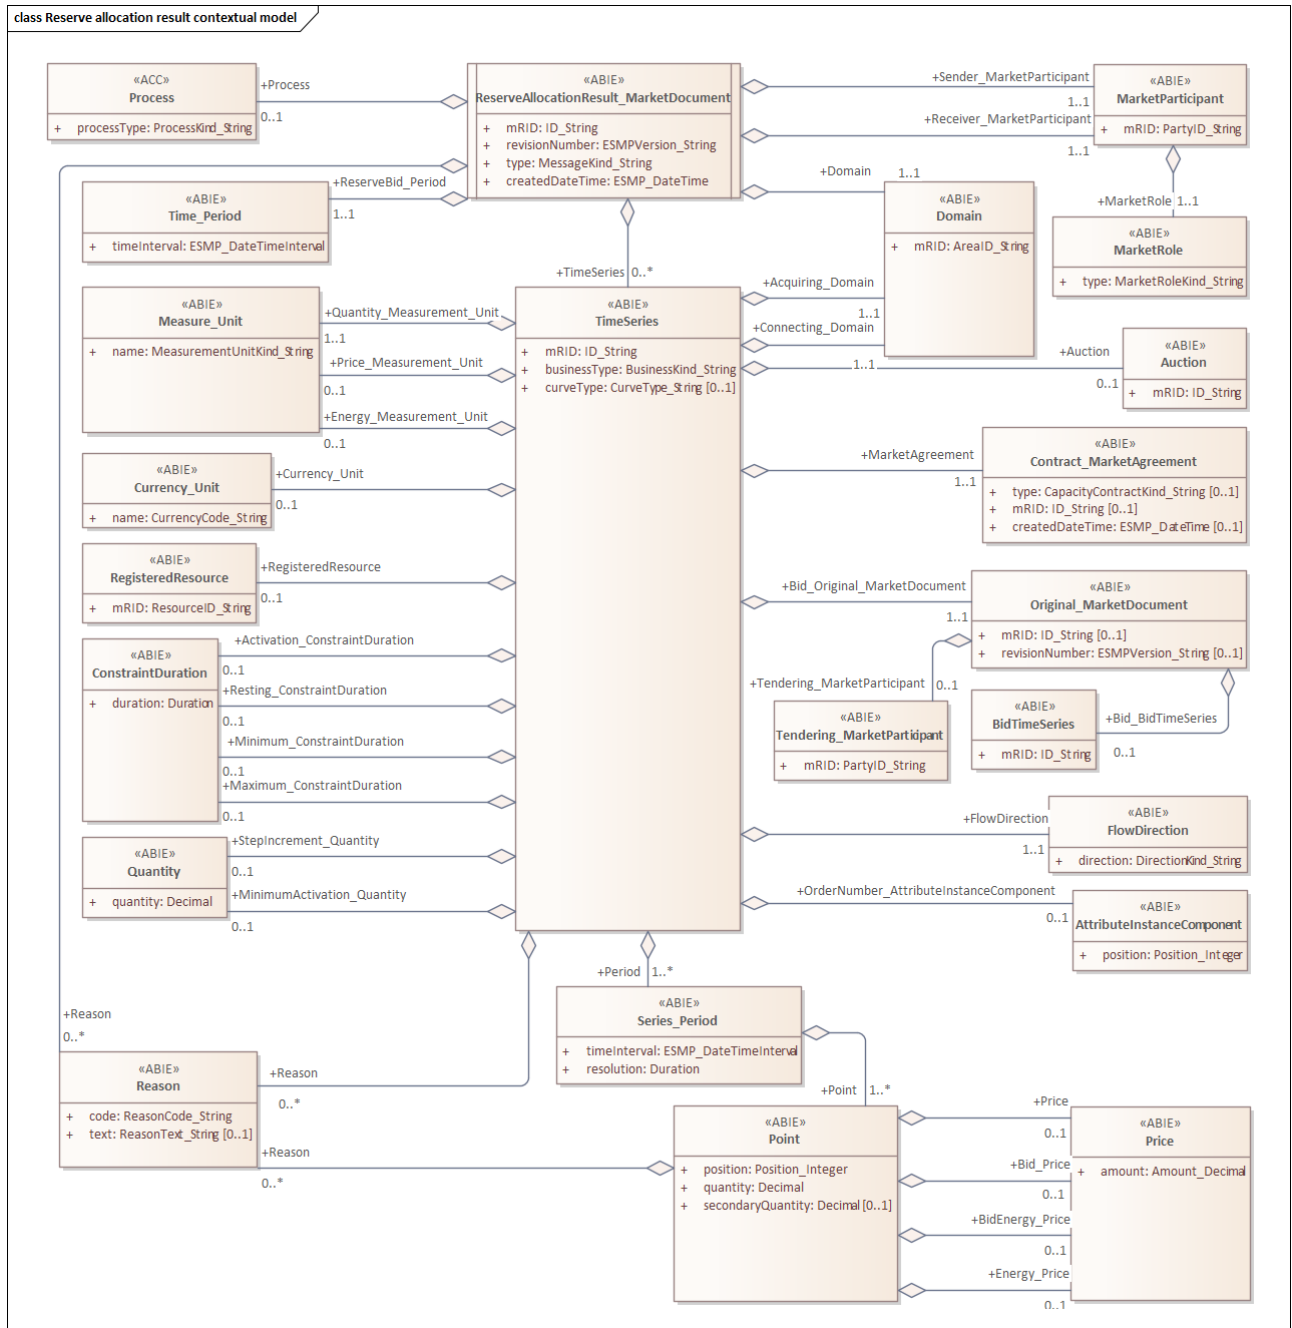 class Reserve allocation result contextual model
«ACC»
Process
+ processType: ProcessKind_String
+Process
0..1
«ABIE»
ReserveAllocationResult_MarketDocument
+ mRID: ID_String
+ revisionNumber: ESMPVersion_String
+ type: MessageKind_String
+ createdDateTime: ESMP_DateTime
+Sender_MarketParticipant
1..1
+Receiver_MarketParticipant
1..1
«ABIE»
MarketParticipant
+ mRID: PartyID_String
+MarketRole 1..1
«ABIE»
MarketRole
+ type: MarketRoleKind_String
«ABIE»
Time_Period
+ timeInterval: ESMP_DateTimeInterval
+ReserveBid_Period
1..1
+Domain
1..1
«ABIE»
Domain
+ mRID: AreaID_String
+TimeSeries 0..*
+Acquiring_Domain
1..1
+Connecting_Domain
1..1
«ABIE»
Measure_Unit
+ name: MeasurementUnitKind_String
+Quantity_Measurement_Unit
1..1
+Price_Measurement_Unit
0..1
+Energy_Measurement_Unit
0..1
«ABIE»
TimeSeries
+ mRID: ID_String
+ businessType: BusinessKind_String
+ curveType: CurveType_String [0..1]
+Auction
0..1
«ABIE»
Auction
+ mRID: ID_String
«ABIE»
Currency_Unit
+ name: CurrencyCode_String
+Currency_Unit
0..1
+MarketAgreement
1..1
«ABIE»
Contract_MarketAgreement
+ type: CapacityContractKind_String [0..1]
+ mRID: ID_String [0..1]
+ createdDateTime: ESMP_DateTime [0..1]
«ABIE»
RegisteredResource
+ mRID: ResourceID_String
+RegisteredResource
0..1
+Bid_Original_MarketDocument
1..1
«ABIE»
Original_MarketDocument
+ mRID: ID_String [0..1]
+ revisionNumber: ESMPVersion_String [0..1]
«ABIE»
ConstraintDuration
+ duration: Duration
+Activation_ConstraintDuration
0..1
+Resting_ConstraintDuration
0..1
+Minimum_ConstraintDuration
0..1
+Maximum_ConstraintDuration
0..1
+Tendering_MarketParticipant
0..1
«ABIE»
Tendering_MarketParticipant
+ mRID: PartyID_String
«ABIE»
BidTimeSeries
+ mRID: ID_String
+Bid_BidTimeSeries
0..1
«ABIE»
Quantity
+ quantity: Decimal
+StepIncrement_Quantity
0..1
+MinimumActivation_Quantity
0..1
+FlowDirection
1..1
«ABIE»
FlowDirection
+ direction: DirectionKind_String
+OrderNumber_AttributeInstanceComponent
0..1
«ABIE»
AttributeInstanceComponent
+ position: Position_Integer
+Period 1..*
«ABIE»
Series_Period
+ timeInterval: ESMP_DateTimeInterval
+ resolution: Duration
+Reason
0..*
«ABIE»
Reason
+ code: ReasonCode_String
+ text: ReasonText_String [0..1]
+Reason
0..*
+Reason
0..*
+Point 1..*
«ABIE»
Point
+ position: Position_Integer
+ quantity: Decimal
+ secondaryQuantity: Decimal [0..1]
+Price
0..1
+Bid_Price
0..1
+BidEnergy_Price
0..1
+Energy_Price
0..1
«ABIE»
Price
+ amount: Amount_Decimal